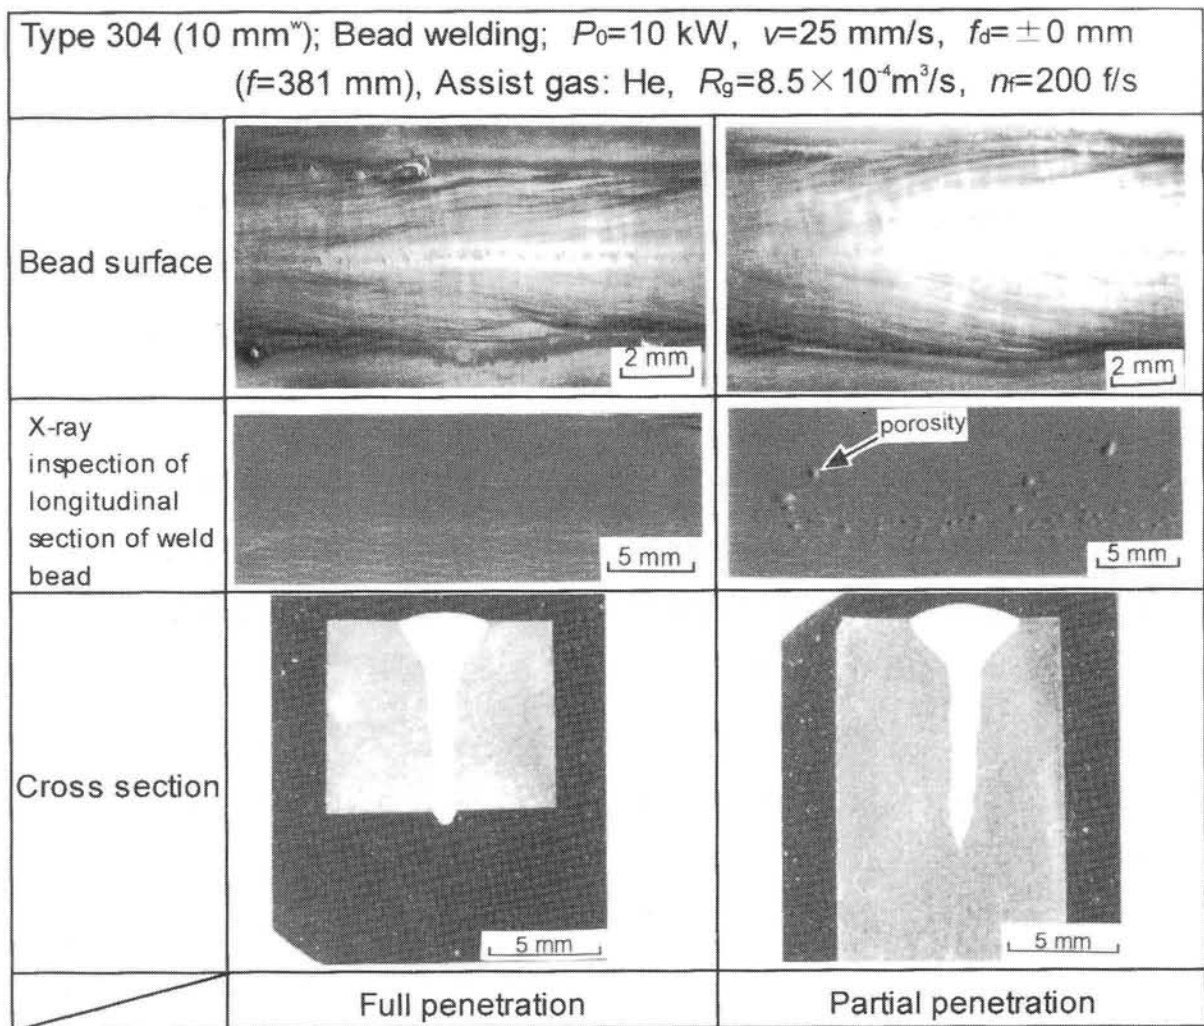 Type 304 (10 mmʷ); Bead welding; P₀=10 kW, v=25 mm/s, f_d=±0 mm
(f=381 mm), Assist gas: He, R_g=8.5×10⁻⁴m³/s, n_f=200 f/s
Bead surface
2 mm
2 mm
X-ray
inspection of
longitudinal
section of weld
bead
5 mm
porosity
5 mm
Cross section
5 mm
5 mm
Full penetration
Partial penetration